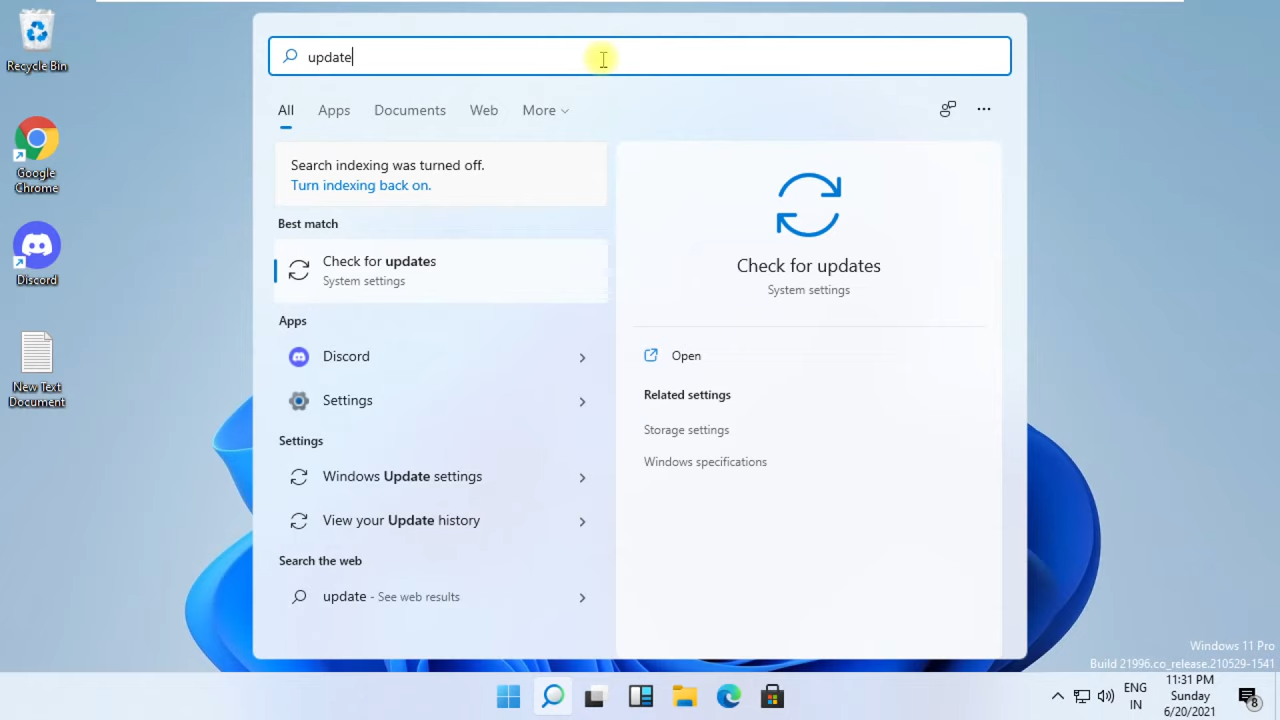 Recycle Bin
Google
Chrome
Discord
New Text
Document
update
All Apps Documents Web More
Search indexing was turned off.
Turn indexing back on.
Best match
Check for updates
System settings
Apps
Discord
Settings
Settings
Windows Update settings
View your Update history
Search the web
update - See web results
Check for updates
System settings
Open
Related settings
Storage settings
Windows specifications
Windows 11 Pro
Build 21996.co_release.210529-1541
ENG
IN
11:31 PM
Sunday
6/20/2021
8